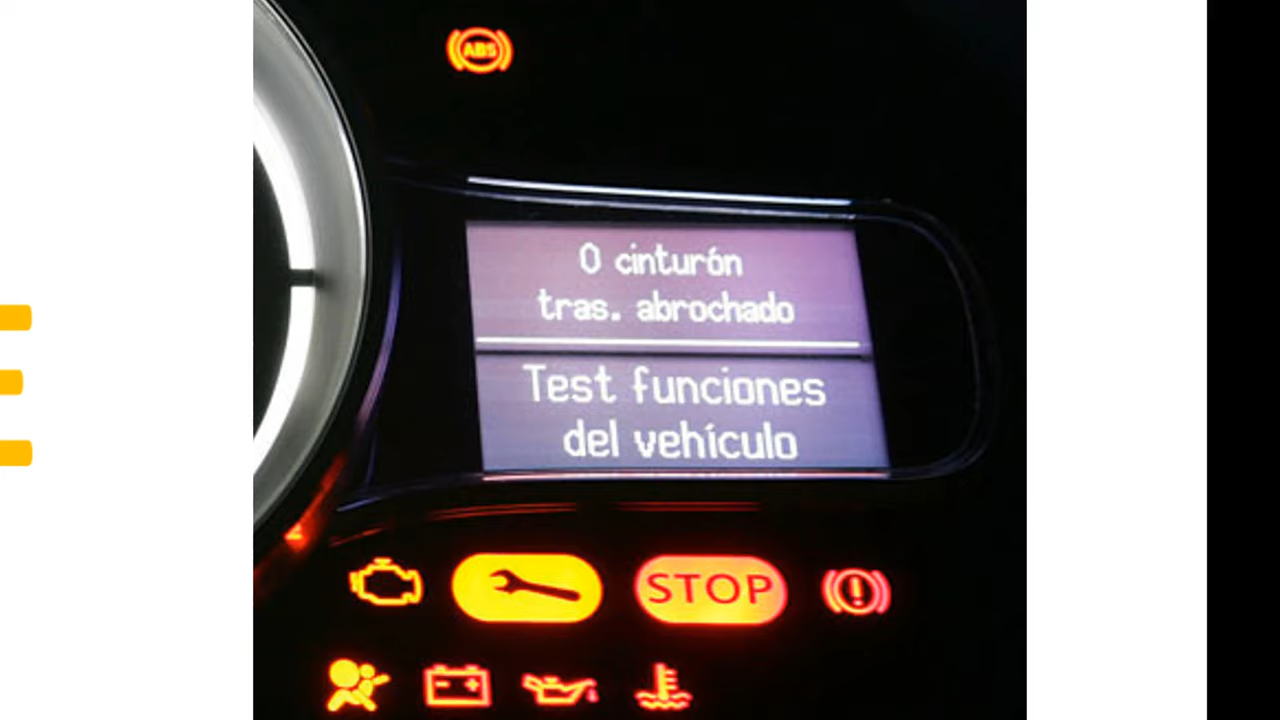 ABS
0 cinturón
tras. abrochado
Test funciones
del vehículo
STOP